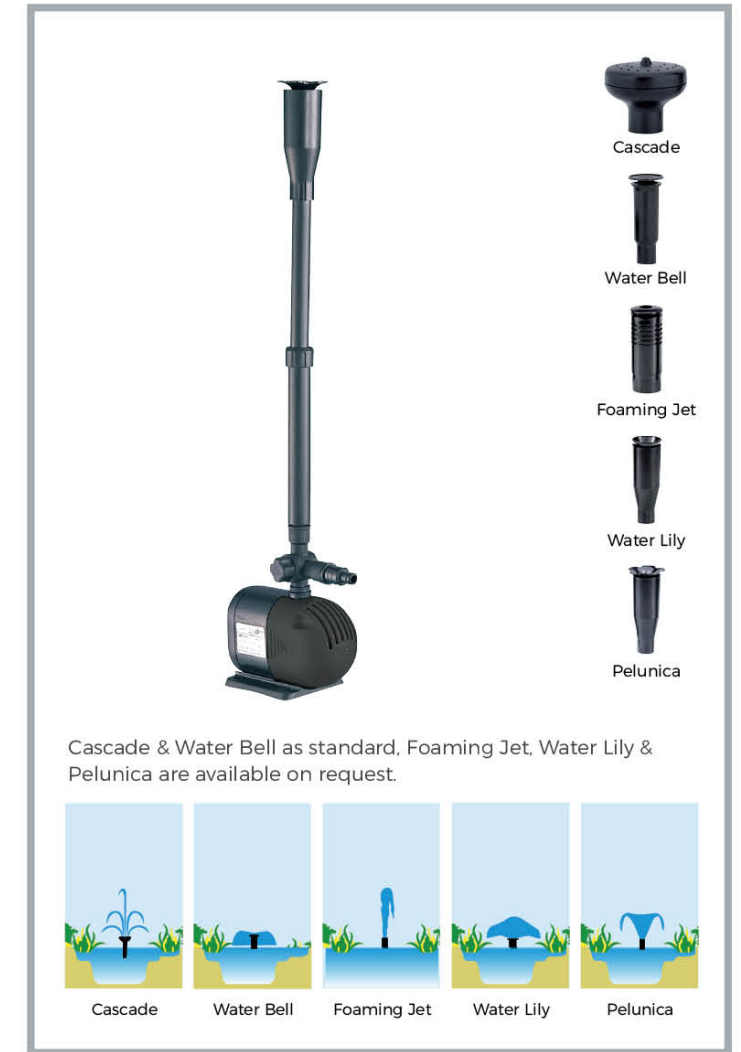 Cascade
Water Bell
Foaming Jet
Water Lily
Pelunica
Cascade & Water Bell as standard, Foaming Jet, Water Lily &
Pelunica are available on request.
Cascade
Water Bell
Foaming Jet
Water Lily
Pelunica